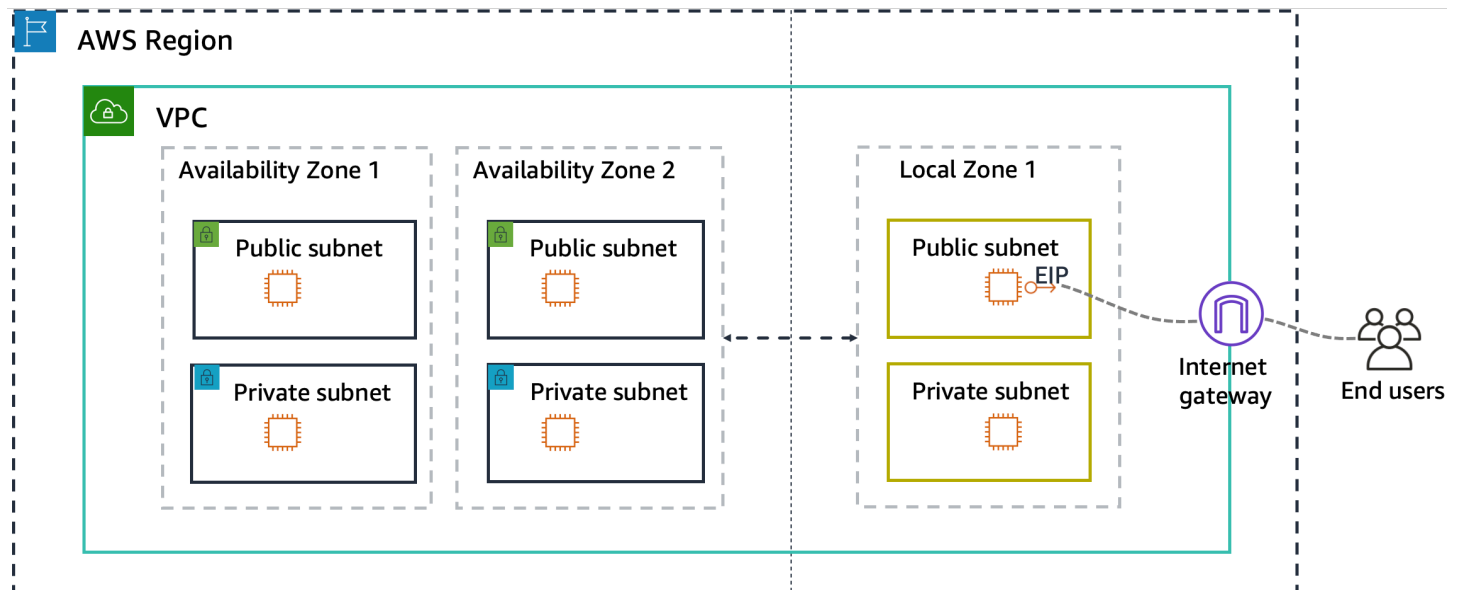 AWS Region
VPC
Availability Zone 1
Public subnet
Private subnet
Availability Zone 2
Public subnet
Private subnet
Local Zone 1
Public subnet
EIP
Private subnet
Internet
gateway
End users